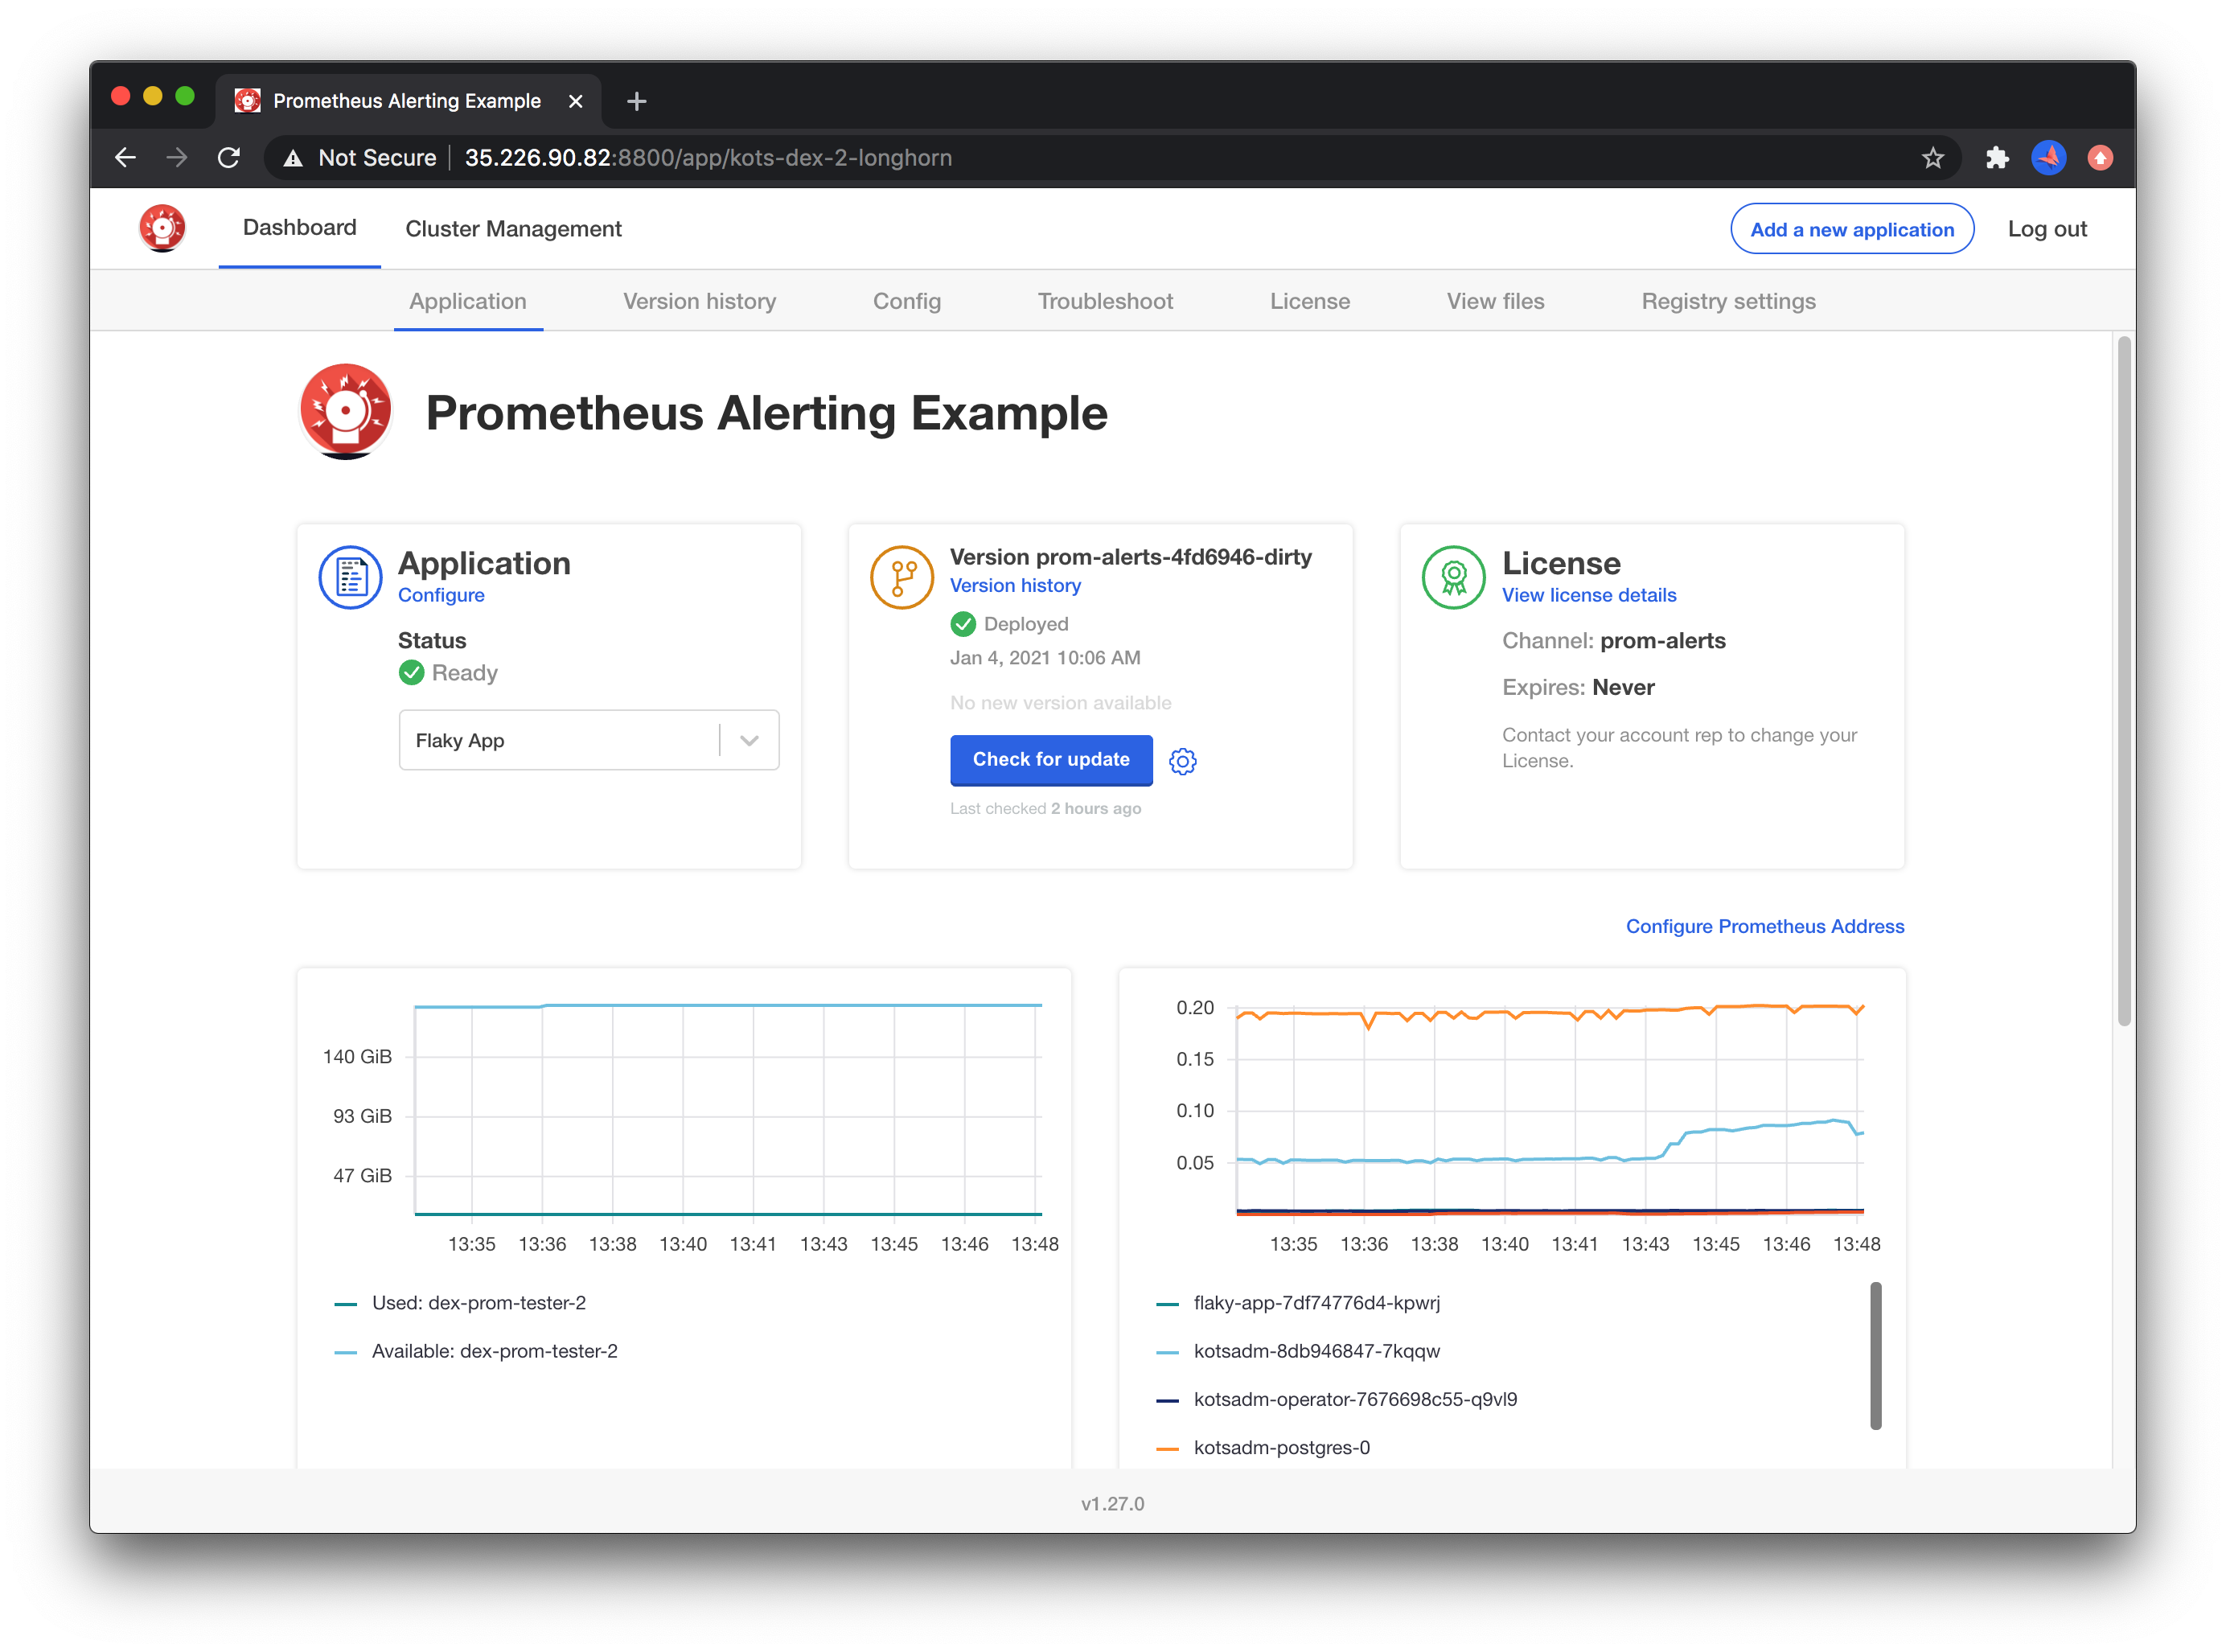 Prometheus Alerting Example
Not Secure 35.226.90.82:8800/app/kots-dex-2-longhorn
Dashboard
Cluster Management
Add a new application
Log out
Application
Version history
Config
Troubleshoot
License
View files
Registry settings
Prometheus Alerting Example
Application
Configure
Status
Ready
Flaky App
Version prom-alerts-4fd6946-dirty
Version history
Deployed
Jan 4, 2021 10:06 AM
No new version available
Check for update
Last checked 2 hours ago
License
View license details
Channel: prom-alerts
Expires: Never
Contact your account rep to change your
License.
Configure Prometheus Address
140 GiB
93 GiB
47 GiB
13:35 13:36 13:38 13:40 13:41 13:43 13:45 13:46 13:48
Used: dex-prom-tester-2
Available: dex-prom-tester-2
0.20
0.15
0.10
0.05
13:35 13:36 13:38 13:40 13:41 13:43 13:45 13:46 13:48
flaky-app-7df74776d4-kpwrj
kotsadm-8db946847-7kqqw
kotsadm-operator-7676698c55-q9vl9
kotsadm-postgres-0
v1.27.0